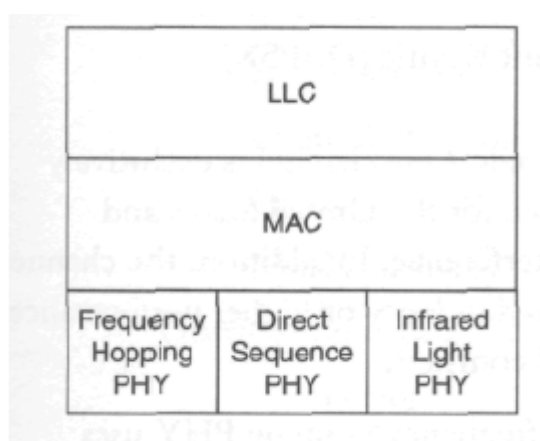 LLC
MAC
Frequency
Hopping
PHY
Direct
Sequence
PHY
Infrared
Light
PHY